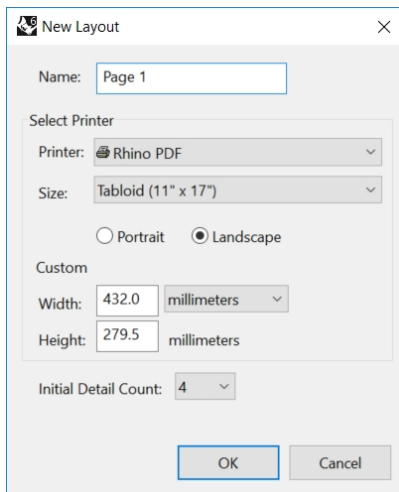 New Layout
Name: Page 1
Select Printer
Printer: Rhino PDF
Size: Tabloid (11" x 17")
Portrait Landscape
Custom
Width: 432.0 millimeters
Height: 279.5 millimeters
Initial Detail Count: 4
OK Cancel